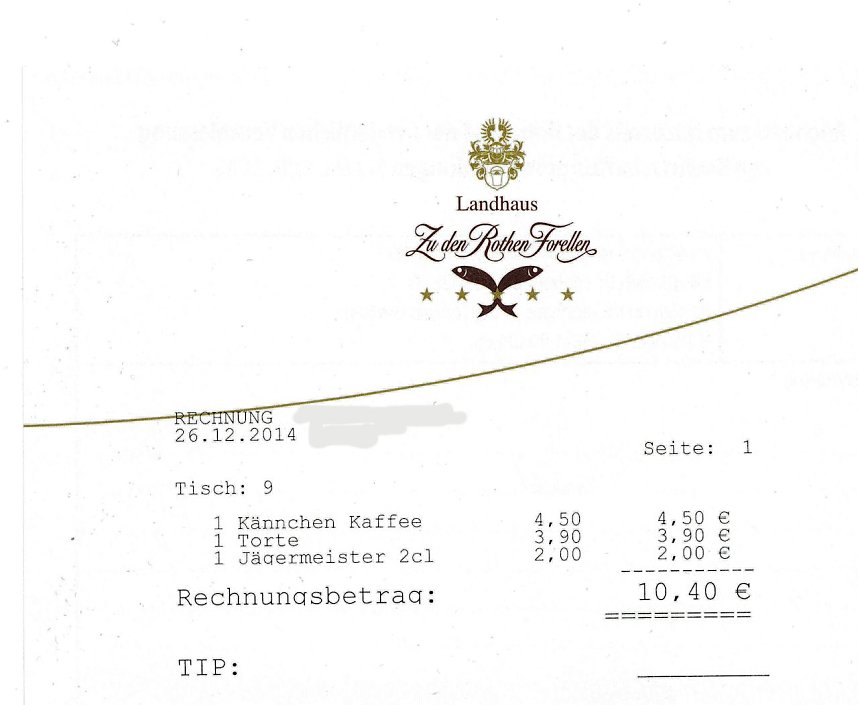 Landhaus
Zu den Rothen Forellen
RECHNUNG
26.12.2014
Seite: 1
Tisch: 9
1 Kännchen Kaffee 4,50 4,50 €
1 Torte 3,90 3,90 €
1 Jägermeister 2cl 2,00 2,00 €
Rechnungsbetrag: 10,40 €
TIP: